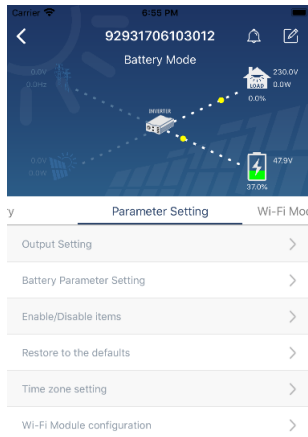 Carrier 6:55 PM
92931706103012
Battery Mode
0.0V
0.0Hz
230.0V
LOAD 0.0W
0.0%
INVERTER
0.0V
0.0W
47.9V
37.0%
ry Parameter Setting Wi-Fi Mod
Output Setting
Battery Parameter Setting
Enable/Disable items
Restore to the defaults
Time zone setting
Wi-Fi Module configuration